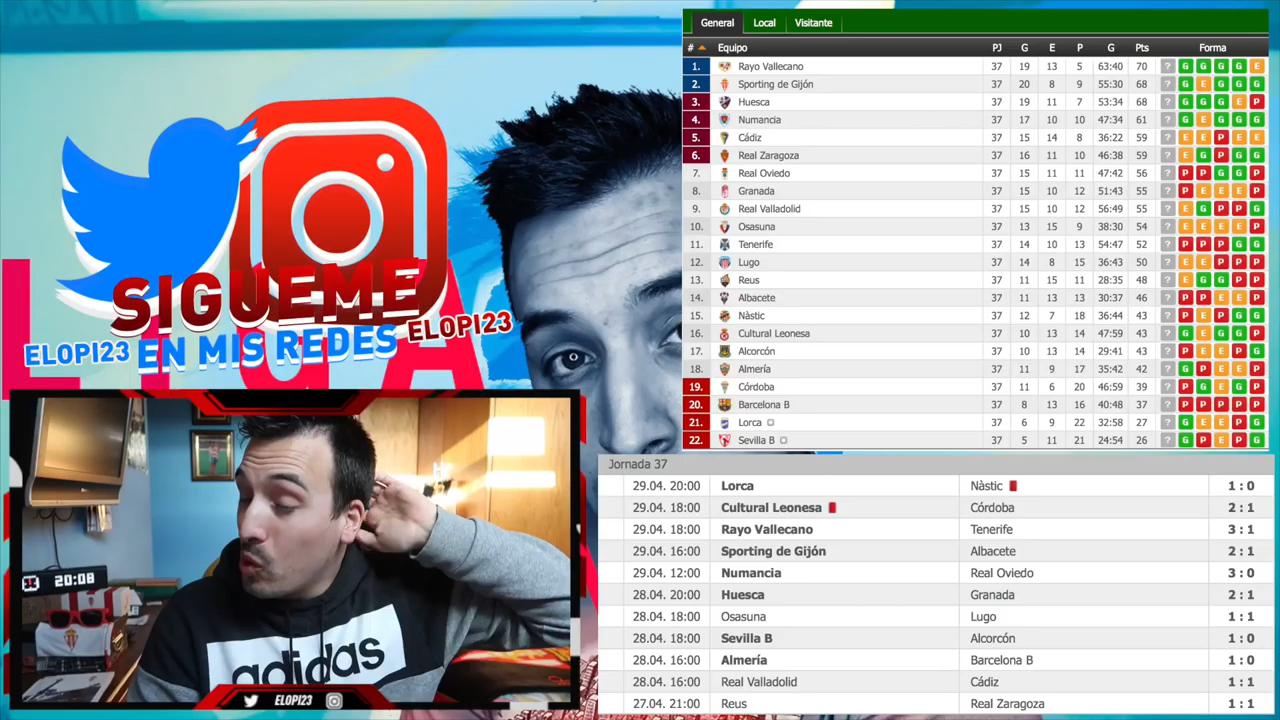 SIGUEME
ELOPI23 EN MIS REDES ELOPI23
20:08
adidas
ELOPI23
General Local Visitante
# Equipo PJ G E P G Pts Forma
1. Rayo Vallecano 37 19 13 5 63:40 70 ? G G G G E
2. Sporting de Gijón 37 20 8 9 55:30 68 ? G E G G G
3. Huesca 37 19 11 7 53:34 68 ? G G G E P
4. Numancia 37 17 10 10 47:34 61 ? G E G G G
5. Cádiz 37 15 14 8 36:22 59 ? E E P E E
6. Real Zaragoza 37 16 11 10 46:38 59 ? E G P G G
7. Real Oviedo 37 15 11 11 47:42 56 ? P P G G P
8. Granada 37 15 10 12 51:43 55 ? P E E E P
9. Real Valladolid 37 15 10 12 56:49 55 ? E G P P G
10. Osasuna 37 13 15 9 38:30 54 ? E E E E P
11. Tenerife 37 14 10 13 54:47 52 ? P P P G G
12. Lugo 37 14 8 15 36:43 50 ? E E P P P
13. Reus 37 11 15 11 28:35 48 ? E G G P P
14. Albacete 37 11 13 13 30:37 46 ? P P E E P
15. Nàstic 37 12 7 18 36:44 43 ? P P G P G
16. Cultural Leonesa 37 10 13 14 47:59 43 ? G E G G P
17. Alcorcón 37 10 13 14 29:41 43 ? P E E P G
18. Almería 37 11 9 17 35:42 42 ? G P E E P
19. Córdoba 37 11 6 20 46:59 39 ? P G E G P
20. Barcelona B 37 8 13 16 40:48 37 ? P P P P P
21. Lorca 37 6 9 22 32:58 27 ? G E E P G
22. Sevilla B 37 5 11 21 24:54 26 ? G P E P E
Jornada 37
29.04. 20:00 Lorca Nàstic 1 : 0
29.04. 18:00 Cultural Leonesa Córdoba 2 : 1
29.04. 18:00 Rayo Vallecano Tenerife 3 : 1
29.04. 16:00 Sporting de Gijón Albacete 2 : 1
29.04. 12:00 Numancia Real Oviedo 3 : 0
28.04. 20:00 Huesca Granada 2 : 1
28.04. 18:00 Osasuna Lugo 1 : 1
28.04. 18:00 Sevilla B Alcorcón 1 : 0
28.04. 16:00 Almería Barcelona B 1 : 0
28.04. 16:00 Real Valladolid Cádiz 1 : 1
27.04. 21:00 Reus Real Zaragoza 1 : 1